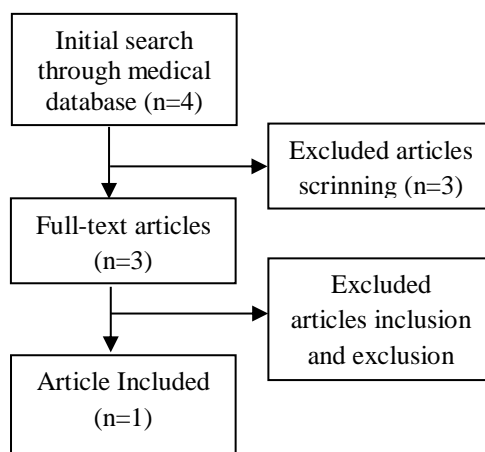 Initial search
through medical
database (n=4)
Excluded articles
scrinning (n=3)
Full-text articles
(n=3)
Excluded
articles inclusion
and exclusion
Article Included
(n=1)